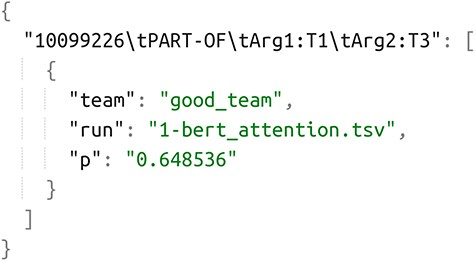 {
"10099226\tPART-OF\tArg1:T1\tArg2:T3": [
{
"team": "good_team",
"run": "1-bert_attention.tsv",
"p": "0.648536"
}
]
}